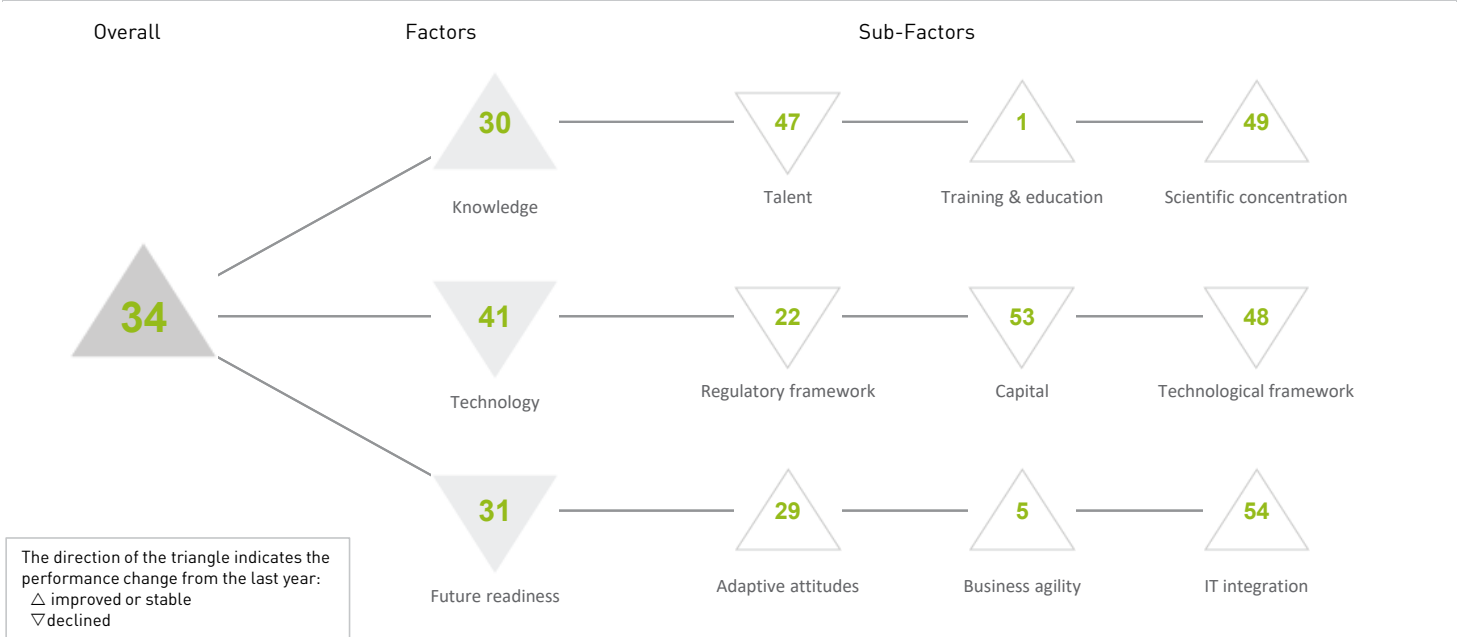 Overall
Factors
Sub-Factors
30
47
1
49
Knowledge
Talent
Training & education
Scientific concentration
34
41
22
53
48
Technology
Regulatory framework
Capital
Technological framework
31
29
5
54
Future readiness
Adaptive attitudes
Business agility
IT integration
The direction of the triangle indicates the
performance change from the last year:
△ improved or stable
▽declined